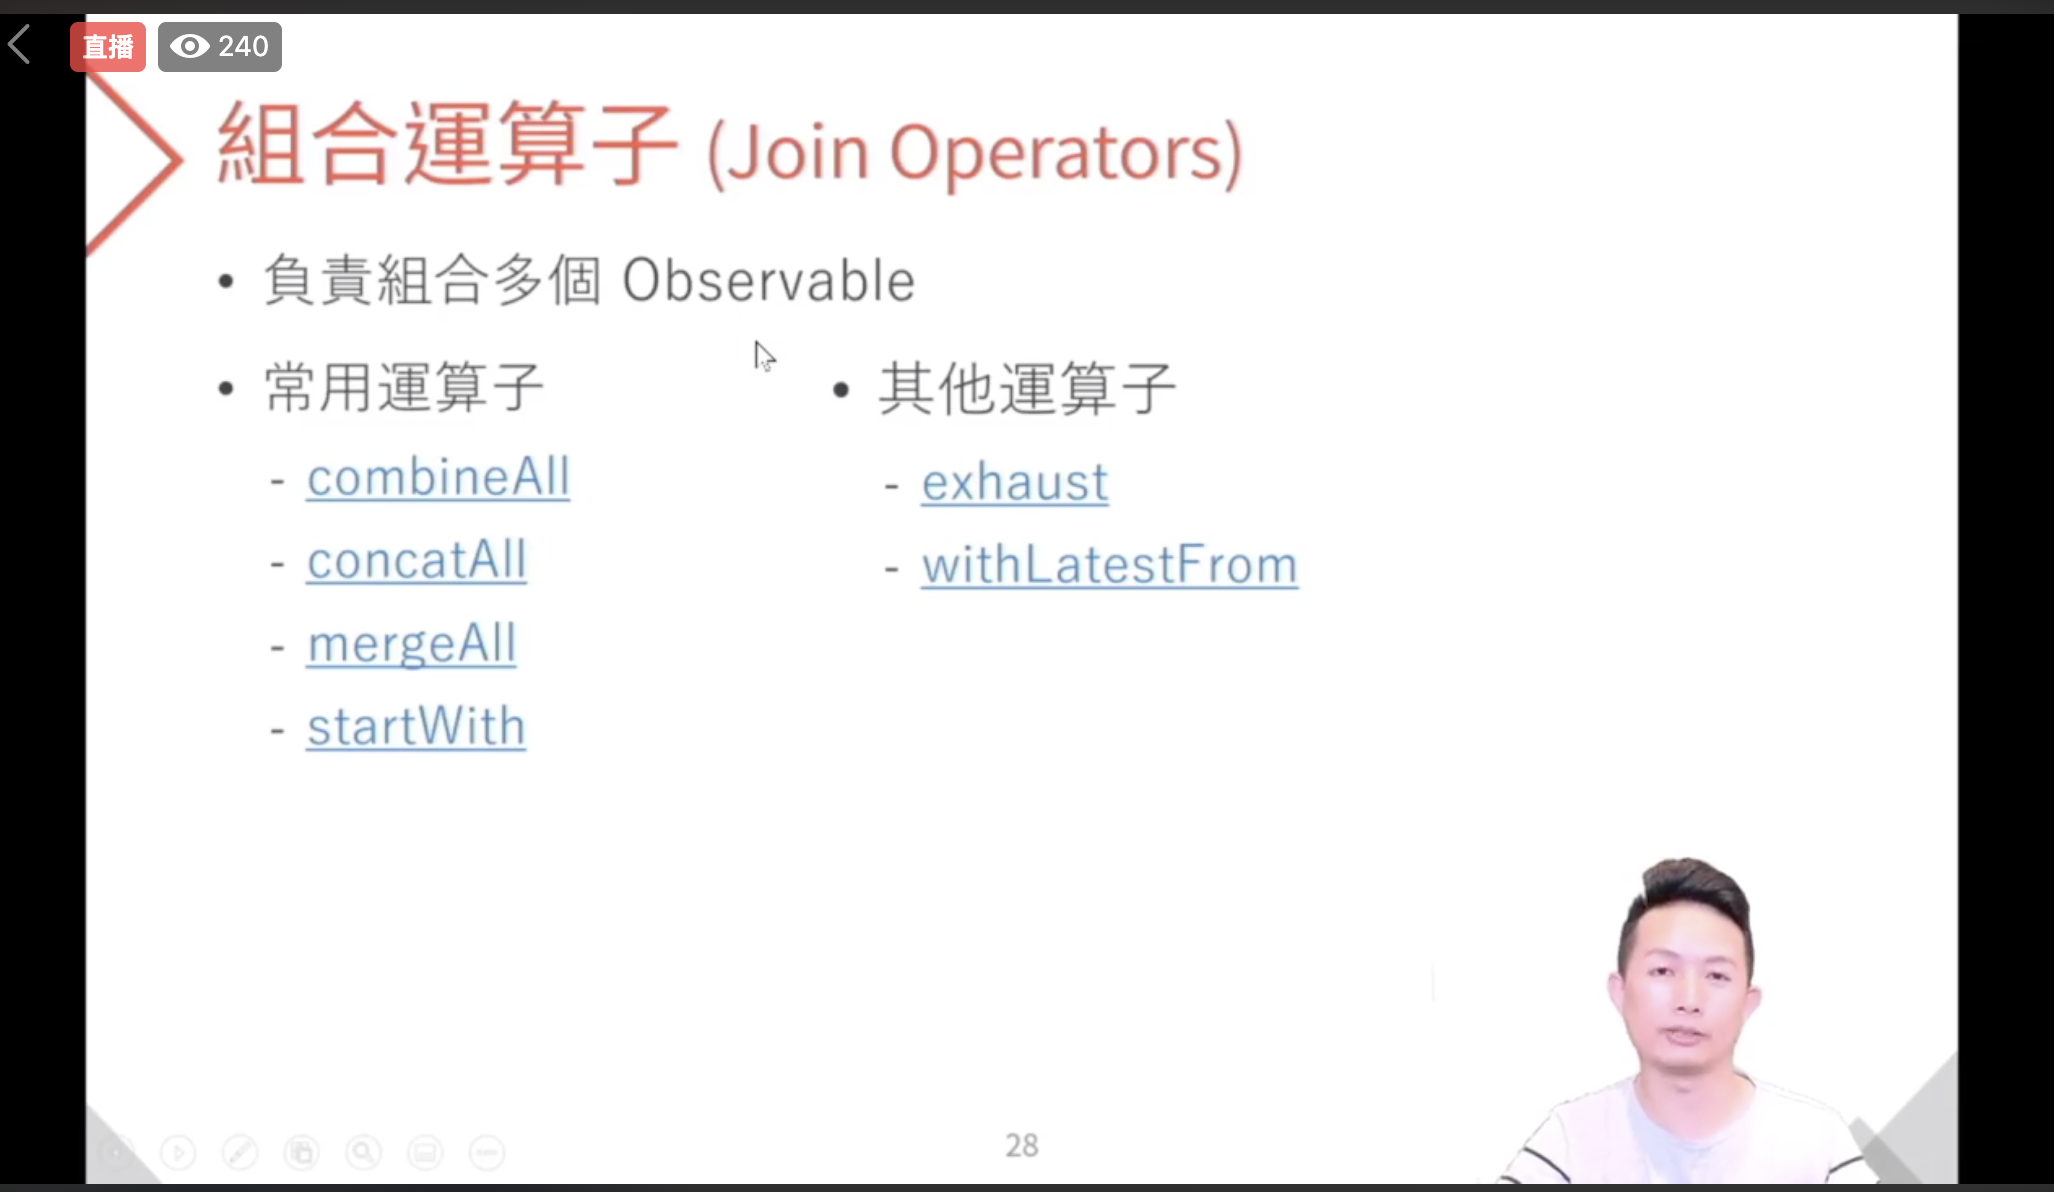 直播 240
組合運算子 (Join Operators)
• 負責組合多個 Observable
• 常用運算子
- combineAll
- concatAll
- mergeAll
- startWith
• 其他運算子
- exhaust
- withLatestFrom
28